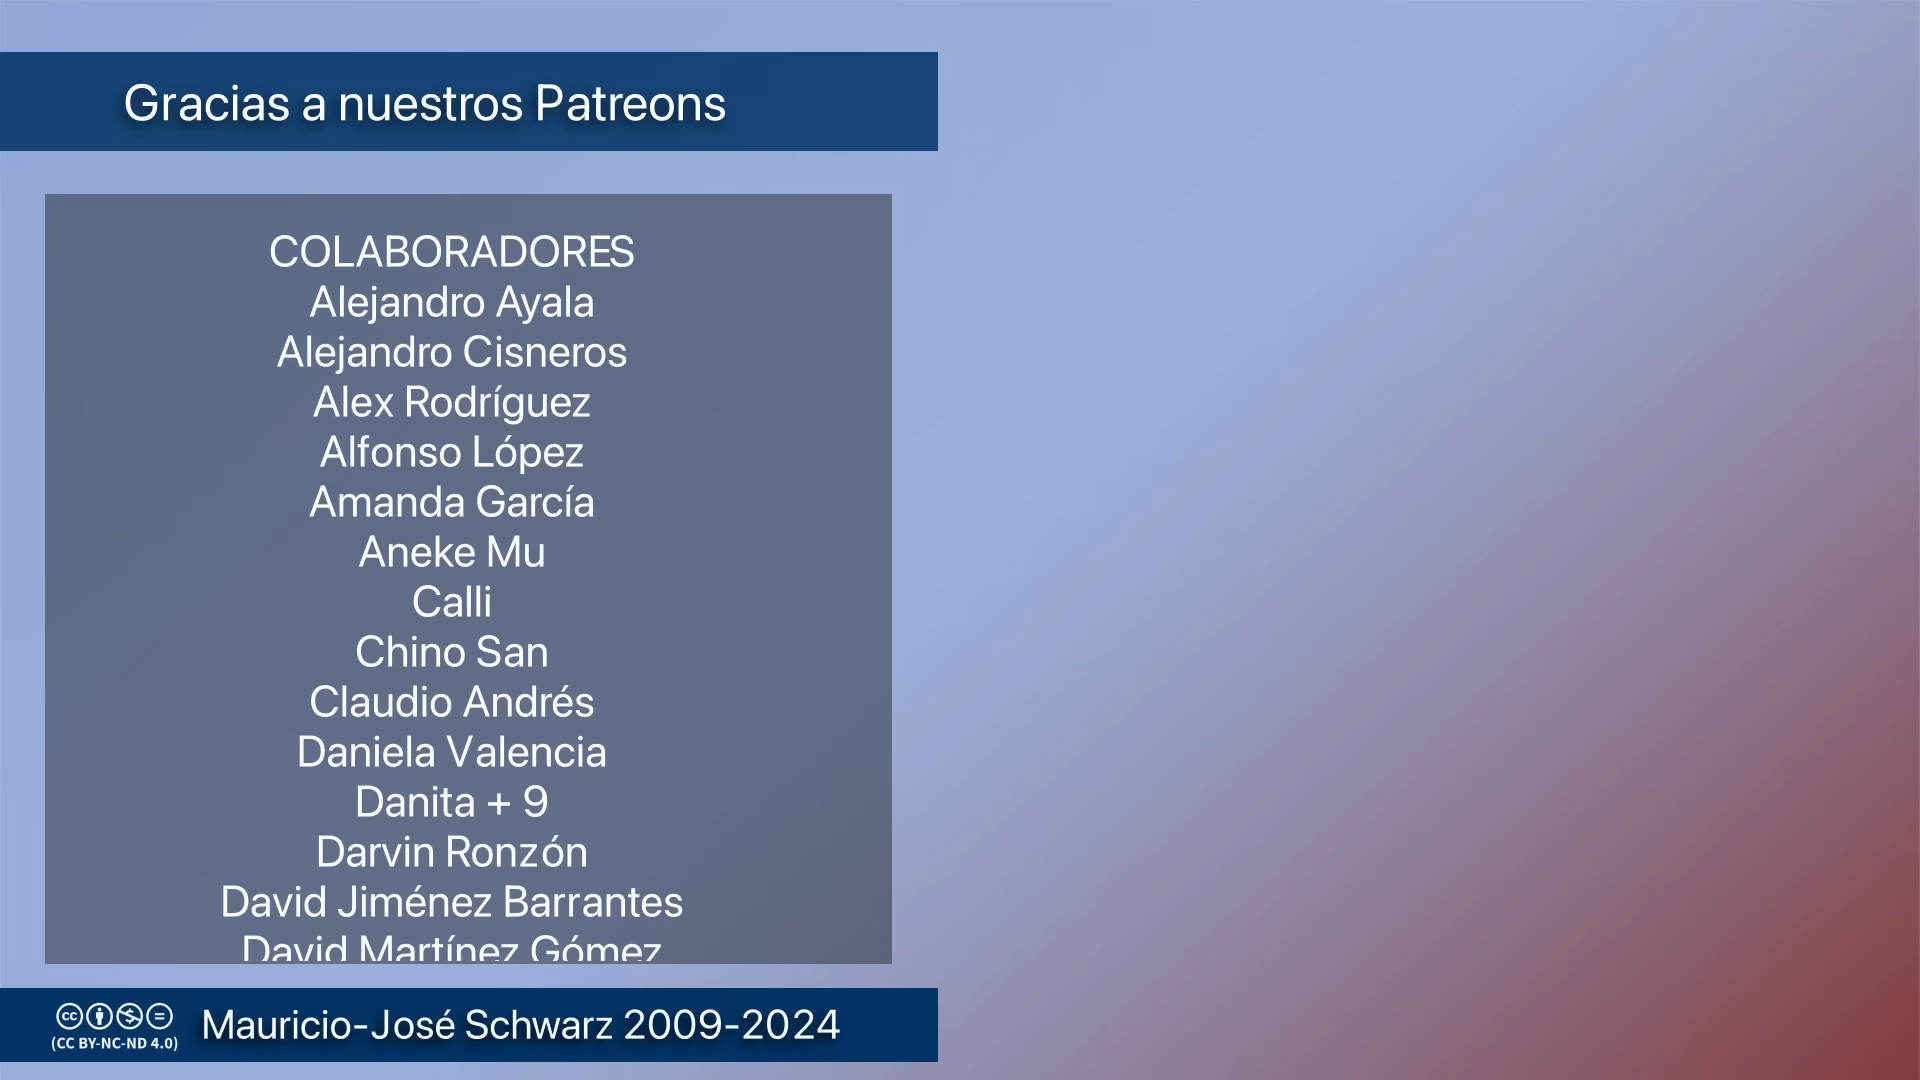 Gracias a nuestros Patreons
COLABORADORES
Alejandro Ayala
Alejandro Cisneros
Alex Rodríguez
Alfonso López
Amanda García
Aneke Mu
Calli
Chino San
Claudio Andrés
Daniela Valencia
Danita + 9
Darvin Ronzón
David Jiménez Barrantes
David Martínez Gómez
(CC BY-NC-ND 4.0) Mauricio-José Schwarz 2009-2024